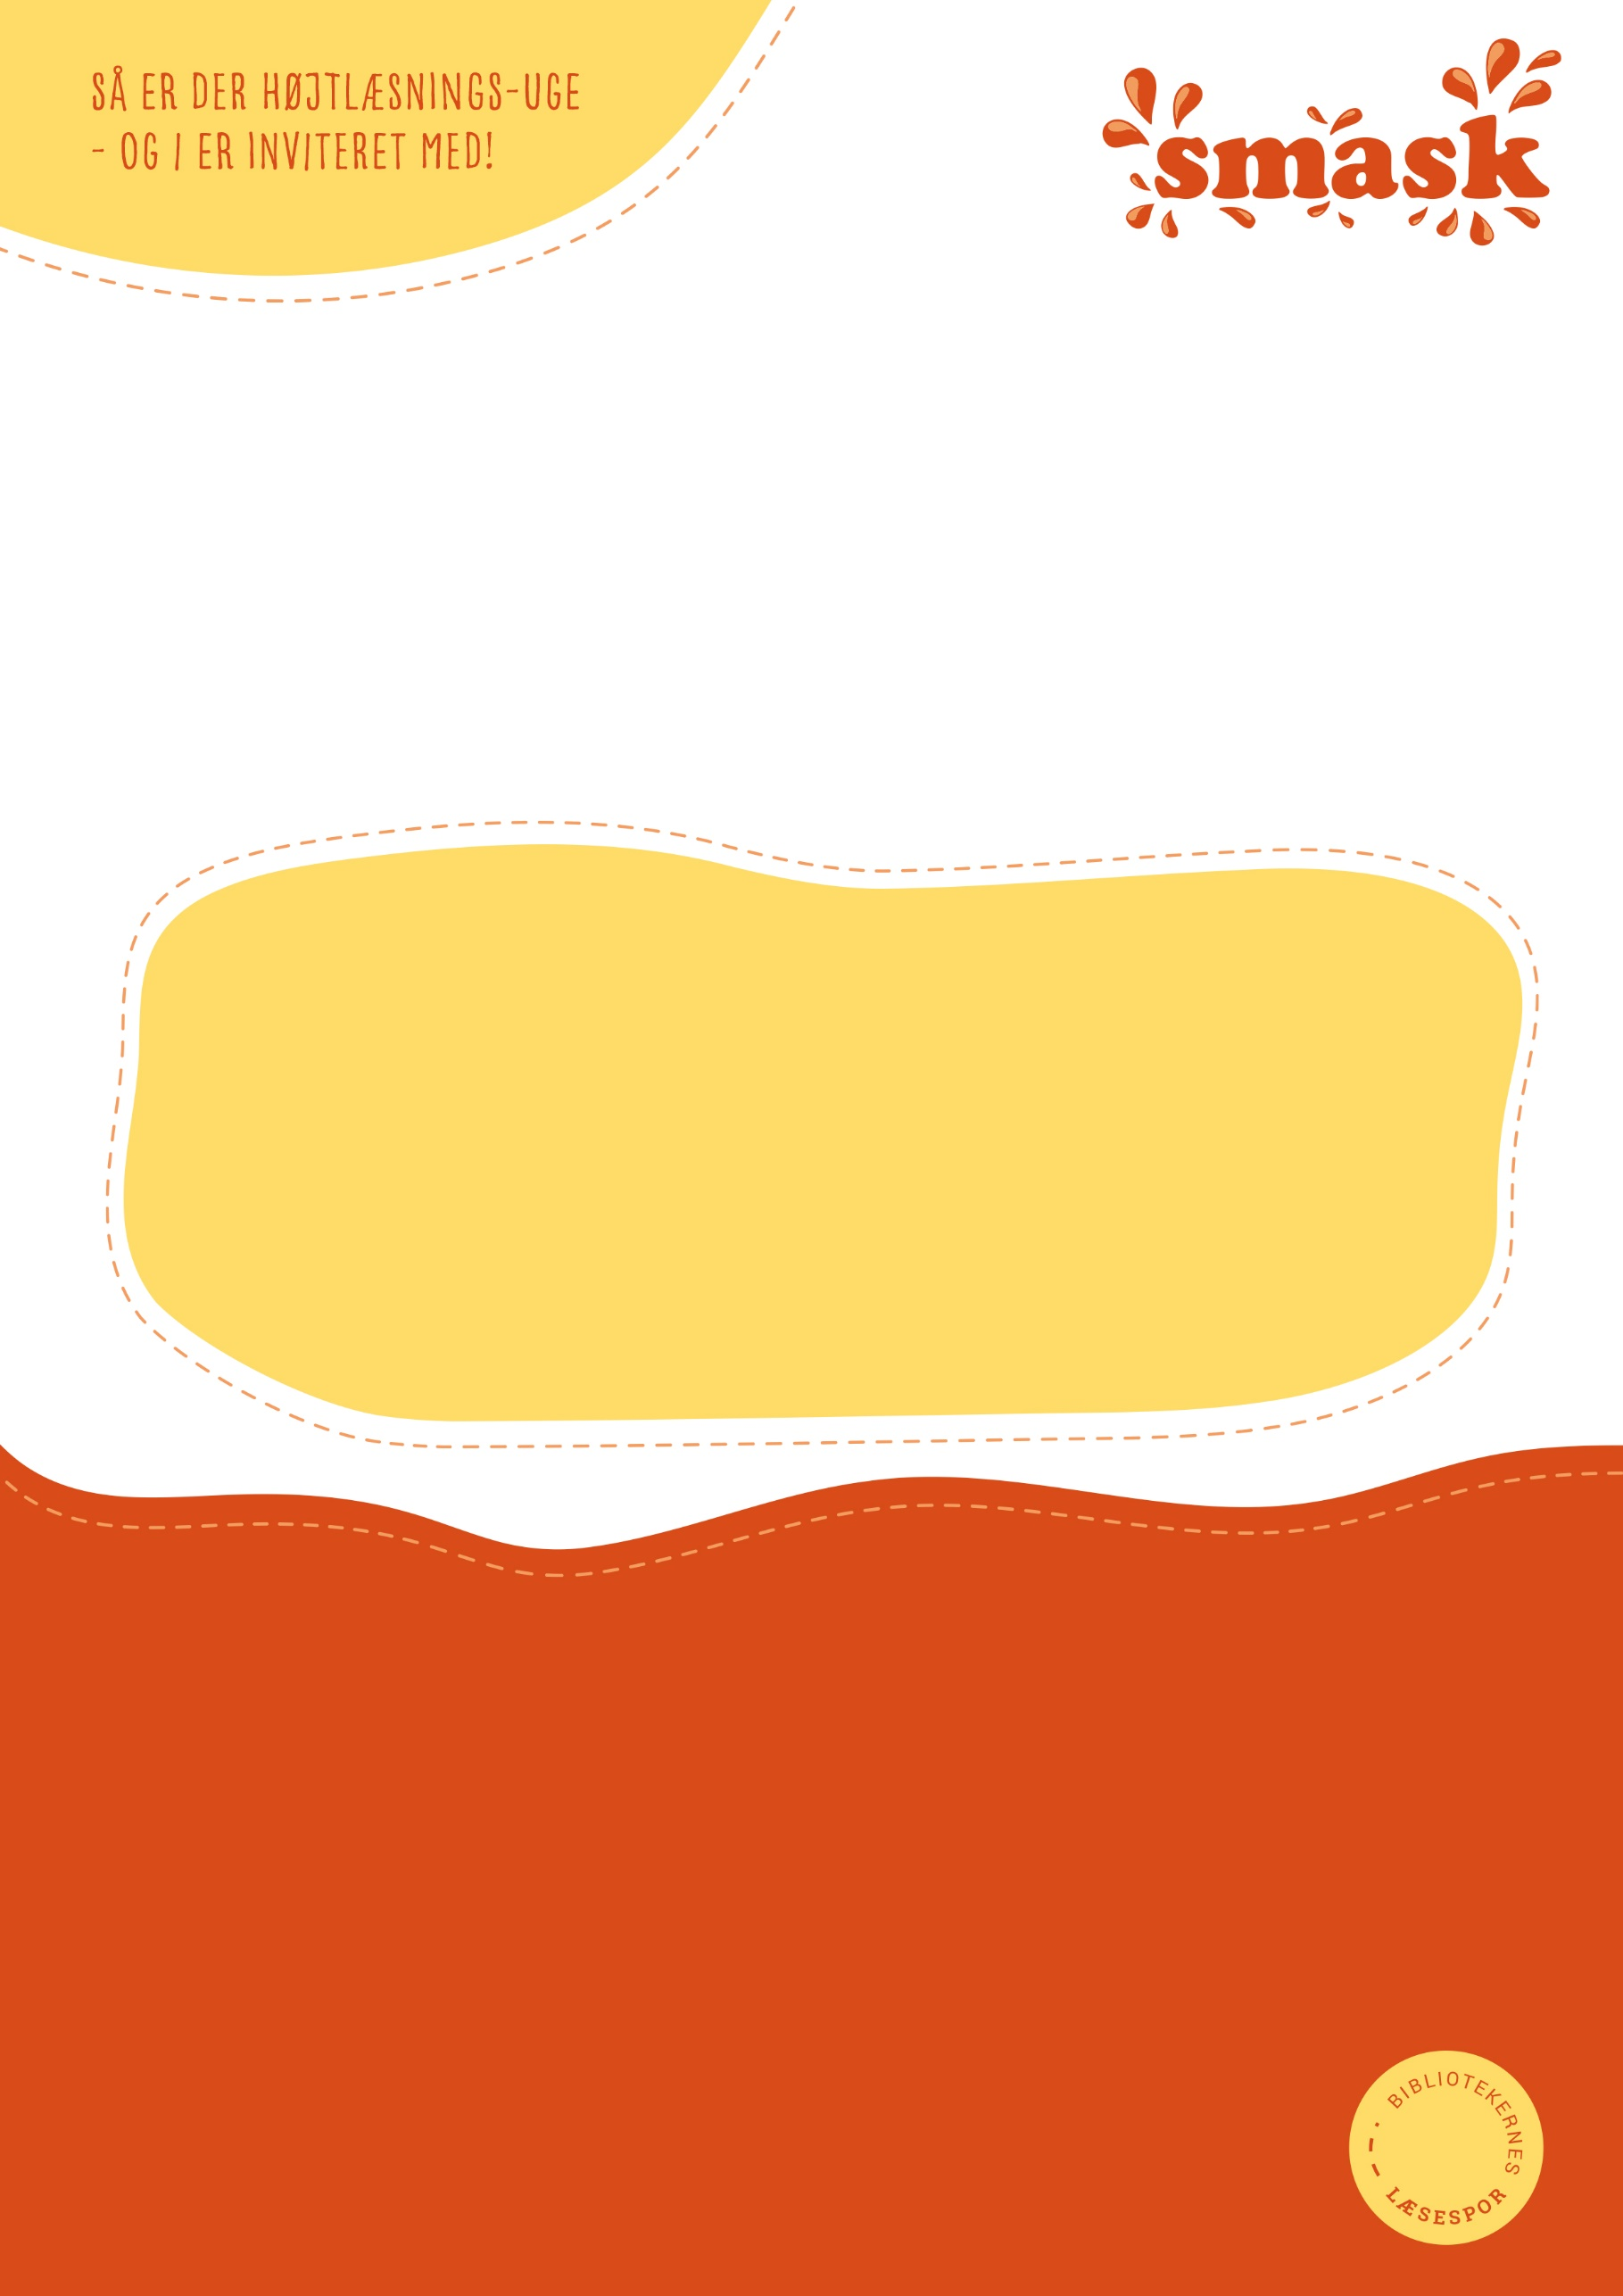 SÅ ER DER HØJTLÆSNINGS-UGE
- OG I ER INVITERET MED!
smask
BIBLIOTEKERNES
LÆSESPOR